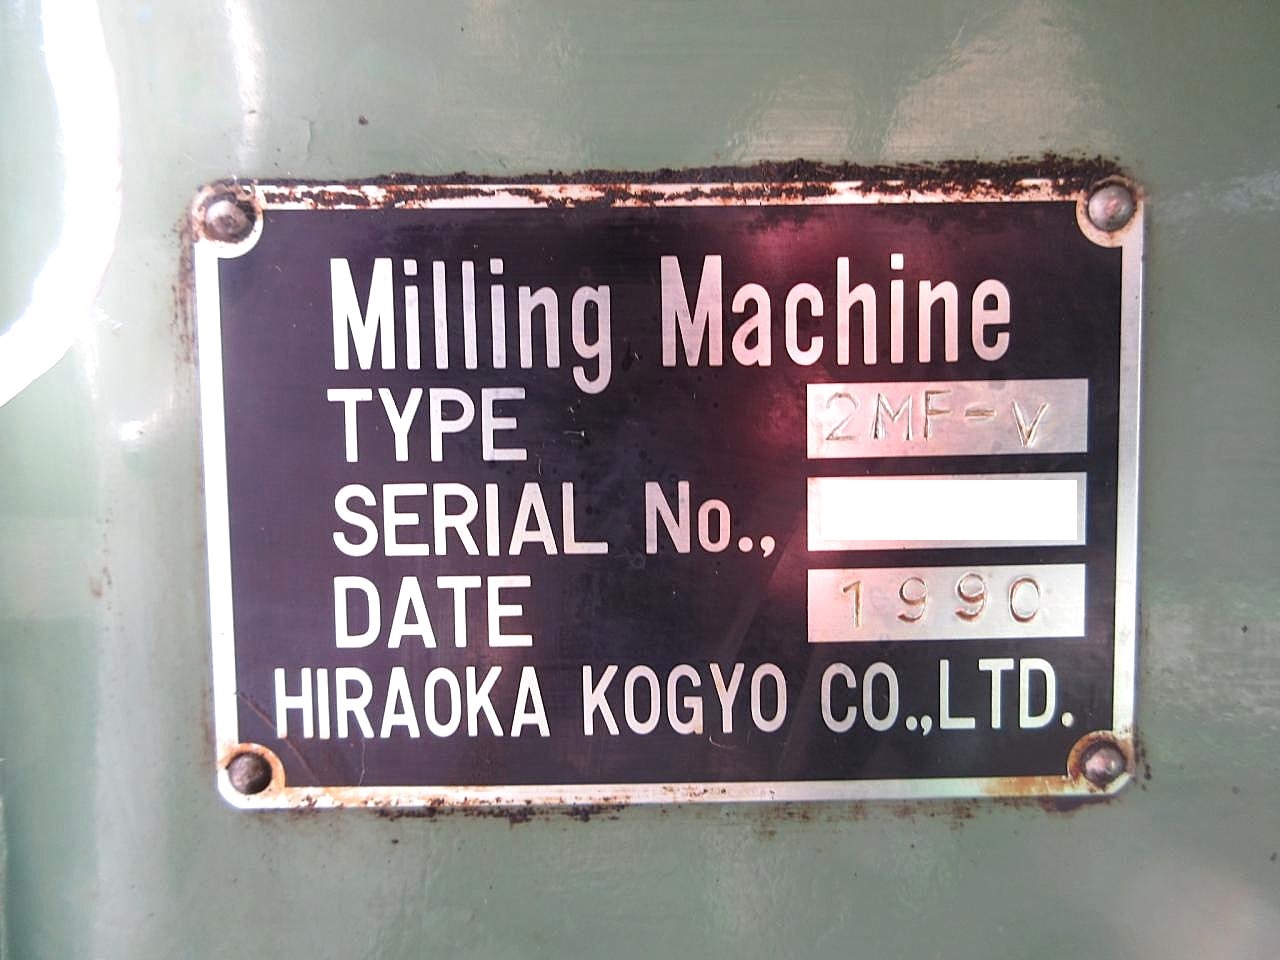 Milling Machine
TYPE 2MF-V
SERIAL No.,
DATE 1990
HIRAOKA KOGYO CO.,LTD.